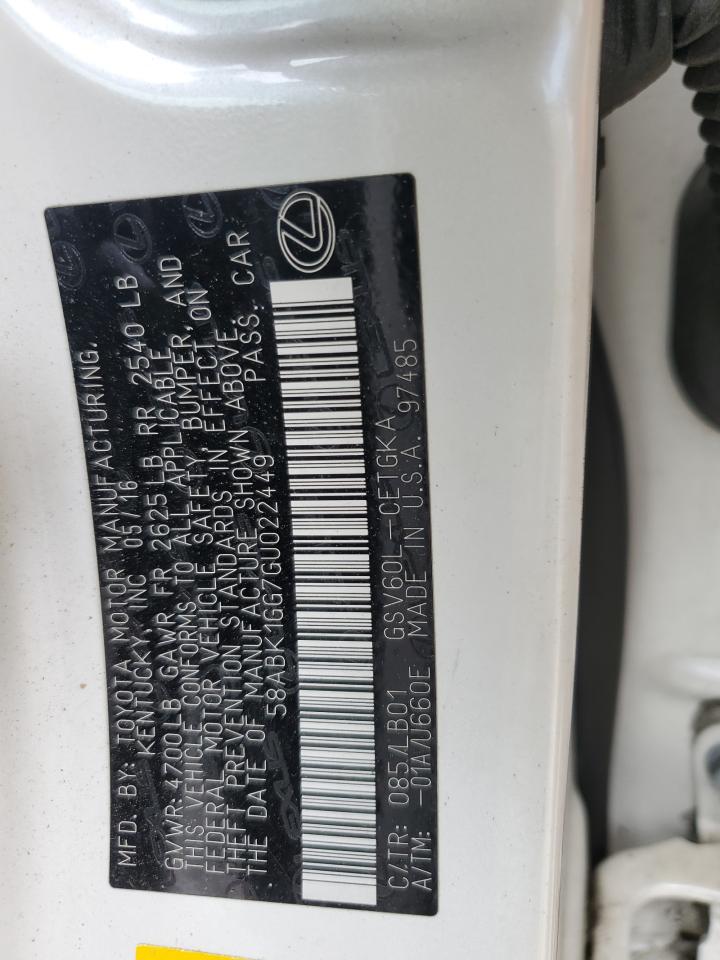 MFD. BY: TOYOTA MOTOR MANUFACTURING,
KENTUCKY, INC 05/16
GVWR: 4700LB GAWR FR 2625LB RR 2540 LB
THIS VEHICLE CONFORMS TO ALL APPLICABLE
FEDERAL MOTOR VEHICLE SAFETY, BUMPER, AND
THEFT PREVENTION STANDARDS IN EFFECT ON
THE DATE OF MANUFACTURE SHOWN ABOVE.
58ABK1GG7GU022449 PASS. CAR
C/TR: 085/LB01 GSV60L-CETGKA
A/TM: -01A/U660E MADE IN U.S.A. 97485